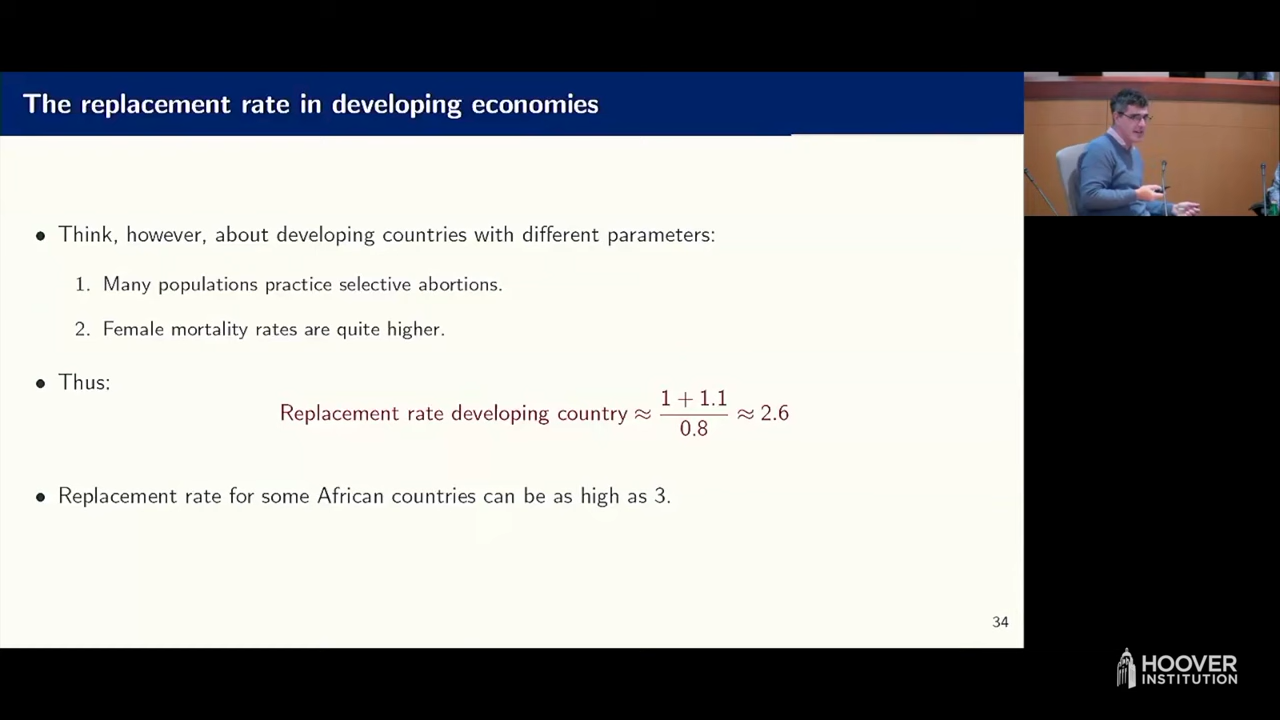 The replacement rate in developing economies
• Think, however, about developing countries with different parameters:
1. Many populations practice selective abortions.
2. Female mortality rates are quite higher.
• Thus:
Replacement rate developing country ≈ (1 + 1.1)/0.8 ≈ 2.6
• Replacement rate for some African countries can be as high as 3.
34
HOOVER
INSTITUTION